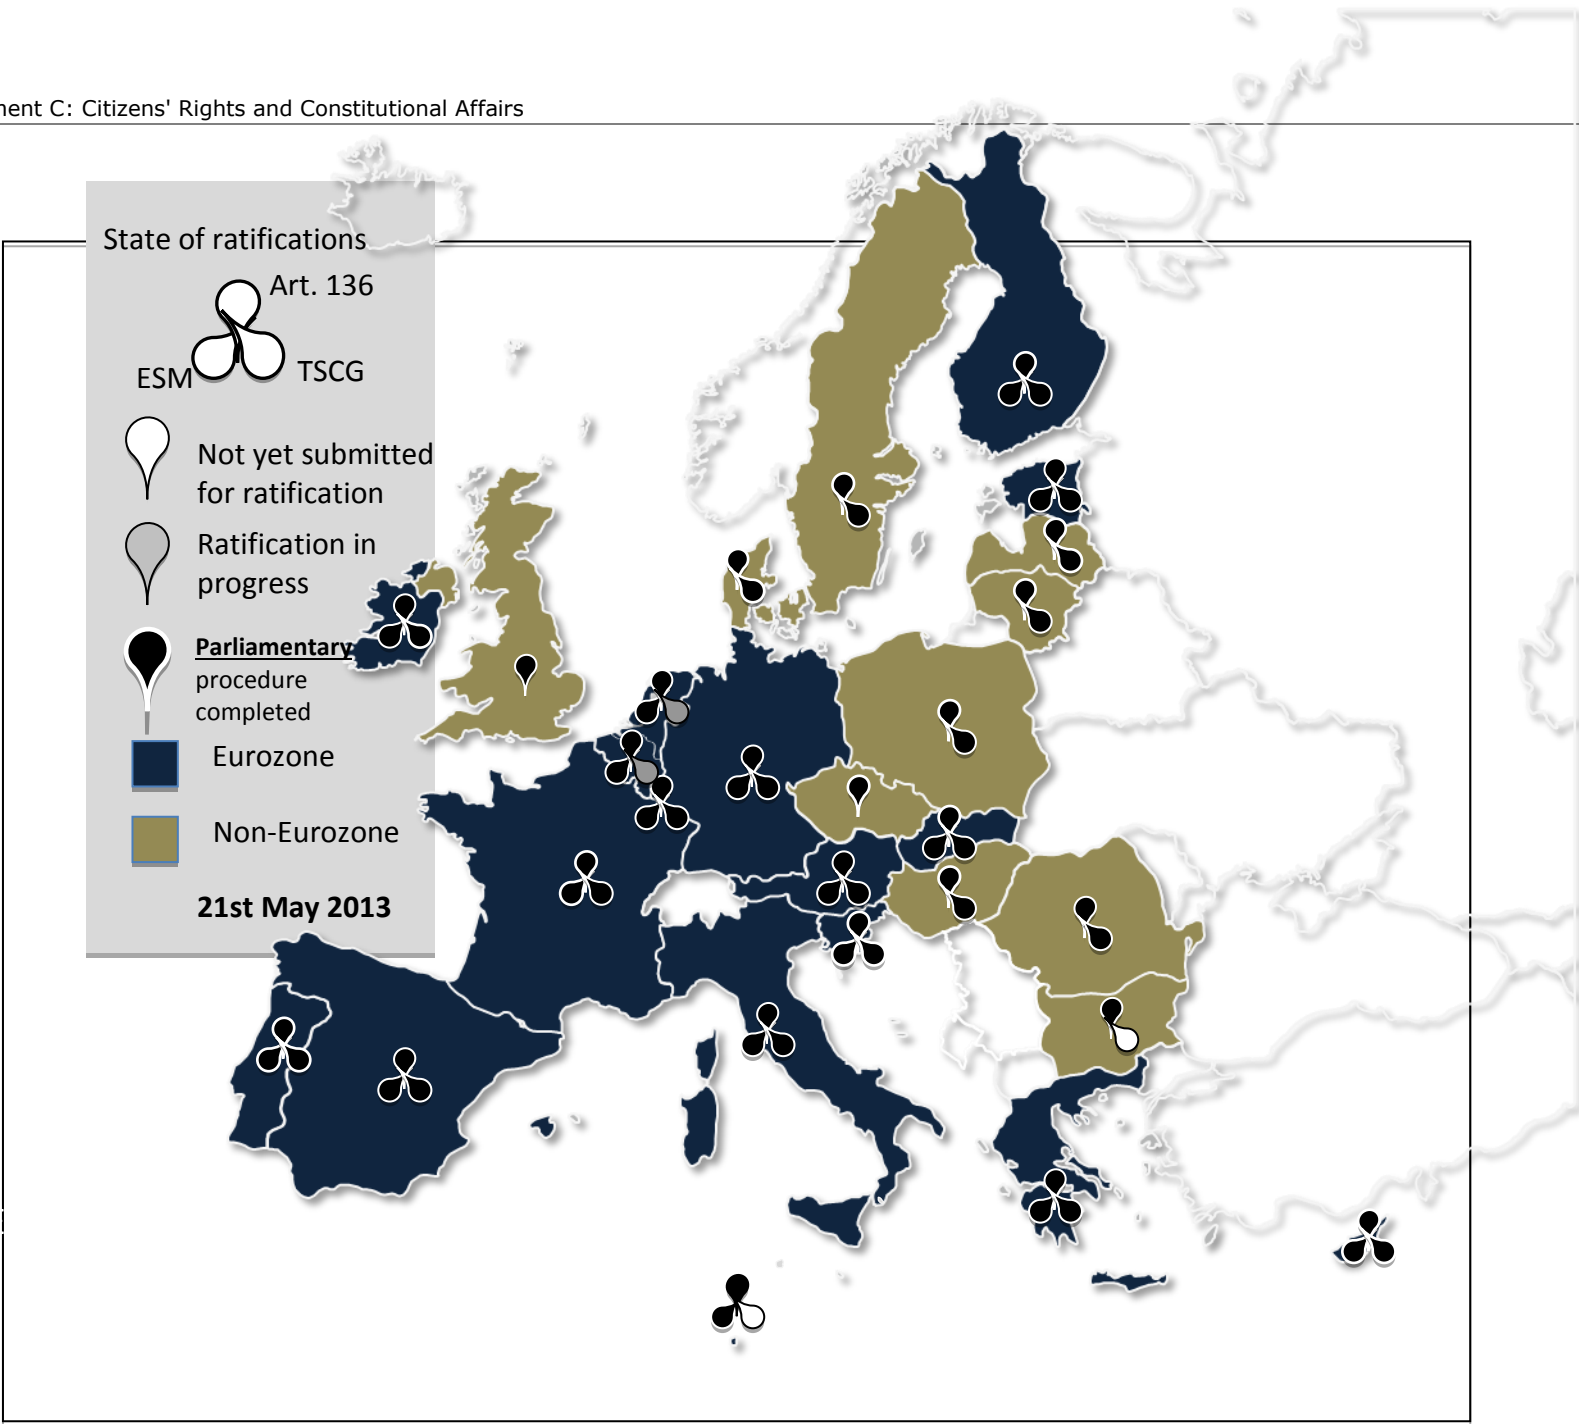 ment C: Citizens' Rights and Constitutional Affairs
State of ratifications
Art. 136
ESM
TSCG
Not yet submitted
for ratification
Ratification in
progress
Parliamentary
procedure
completed
Eurozone
Non-Eurozone
21st May 2013